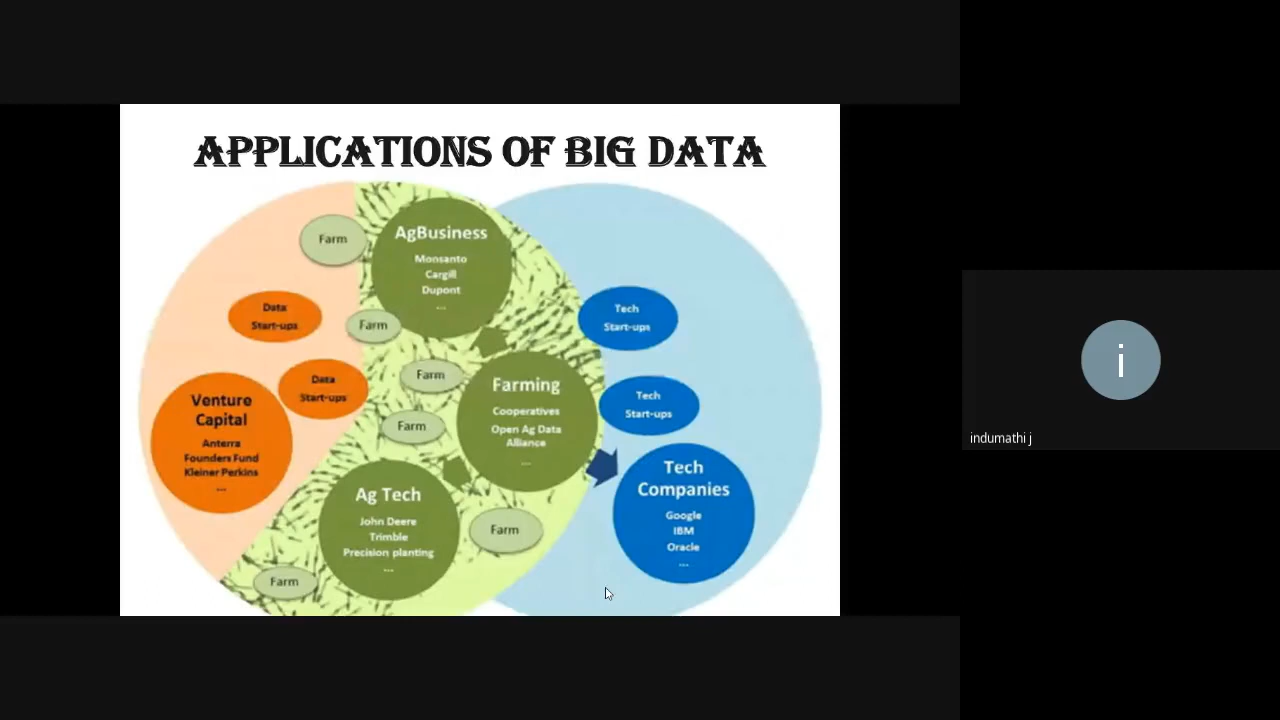 APPLICATIONS OF BIG DATA
Farm
AgBusiness
Monsanto
Cargill
Dupont
...
Data
Start-ups
Farm
Tech
Start-ups
Farm
Data
Start-ups
Farming
Cooperatives
Open Ag Data
Alliance
...
Tech
Start-ups
Venture
Capital
Anterra
Founders Fund
Kleiner Perkins
...
Farm
Ag Tech
John Deere
Trimble
Precision planting
...
Farm
Tech
Companies
Google
IBM
Oracle
...
Farm
i
indumathi j